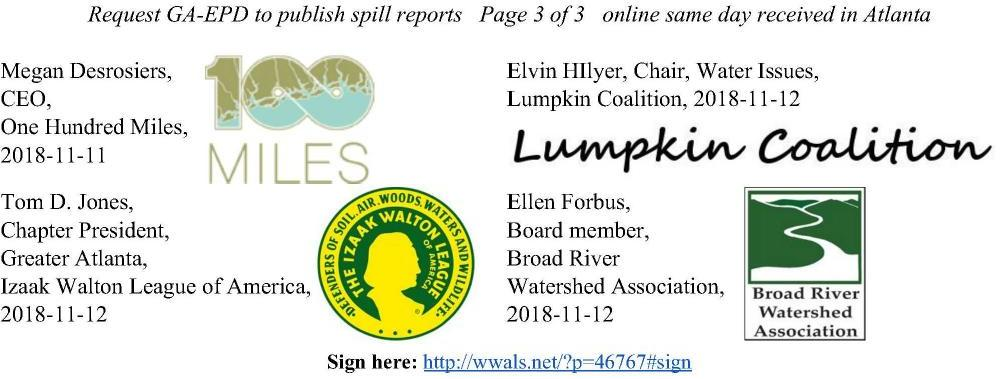 Request GA-EPD to publish spill reports Page 3 of 3 online same day received in Atlanta
Megan Desrosiers,
CEO,
One Hundred Miles,
2018-11-11
100
MILES
Elvin HIlyer, Chair, Water Issues,
Lumpkin Coalition, 2018-11-12
Lumpkin Coalition
Tom D. Jones,
Chapter President,
Greater Atlanta,
Izaak Walton League of America,
2018-11-12
DEFENDERS OF SOIL. AIR. WOODS. WATERS AND WILDLIFE
THE IZAAK WALTON LEAGUE
OF AMERICA
®
Ellen Forbus,
Board member,
Broad River
Watershed Association,
2018-11-12
Broad River
Watershed
Association
Sign here: http://wwals.net/?p=46767#sign